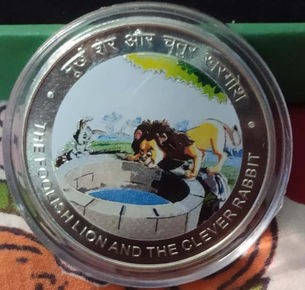 मूर्ख शेर और चतुर खरगोश
THE FOOLISH LION AND THE CLEVER RABBIT